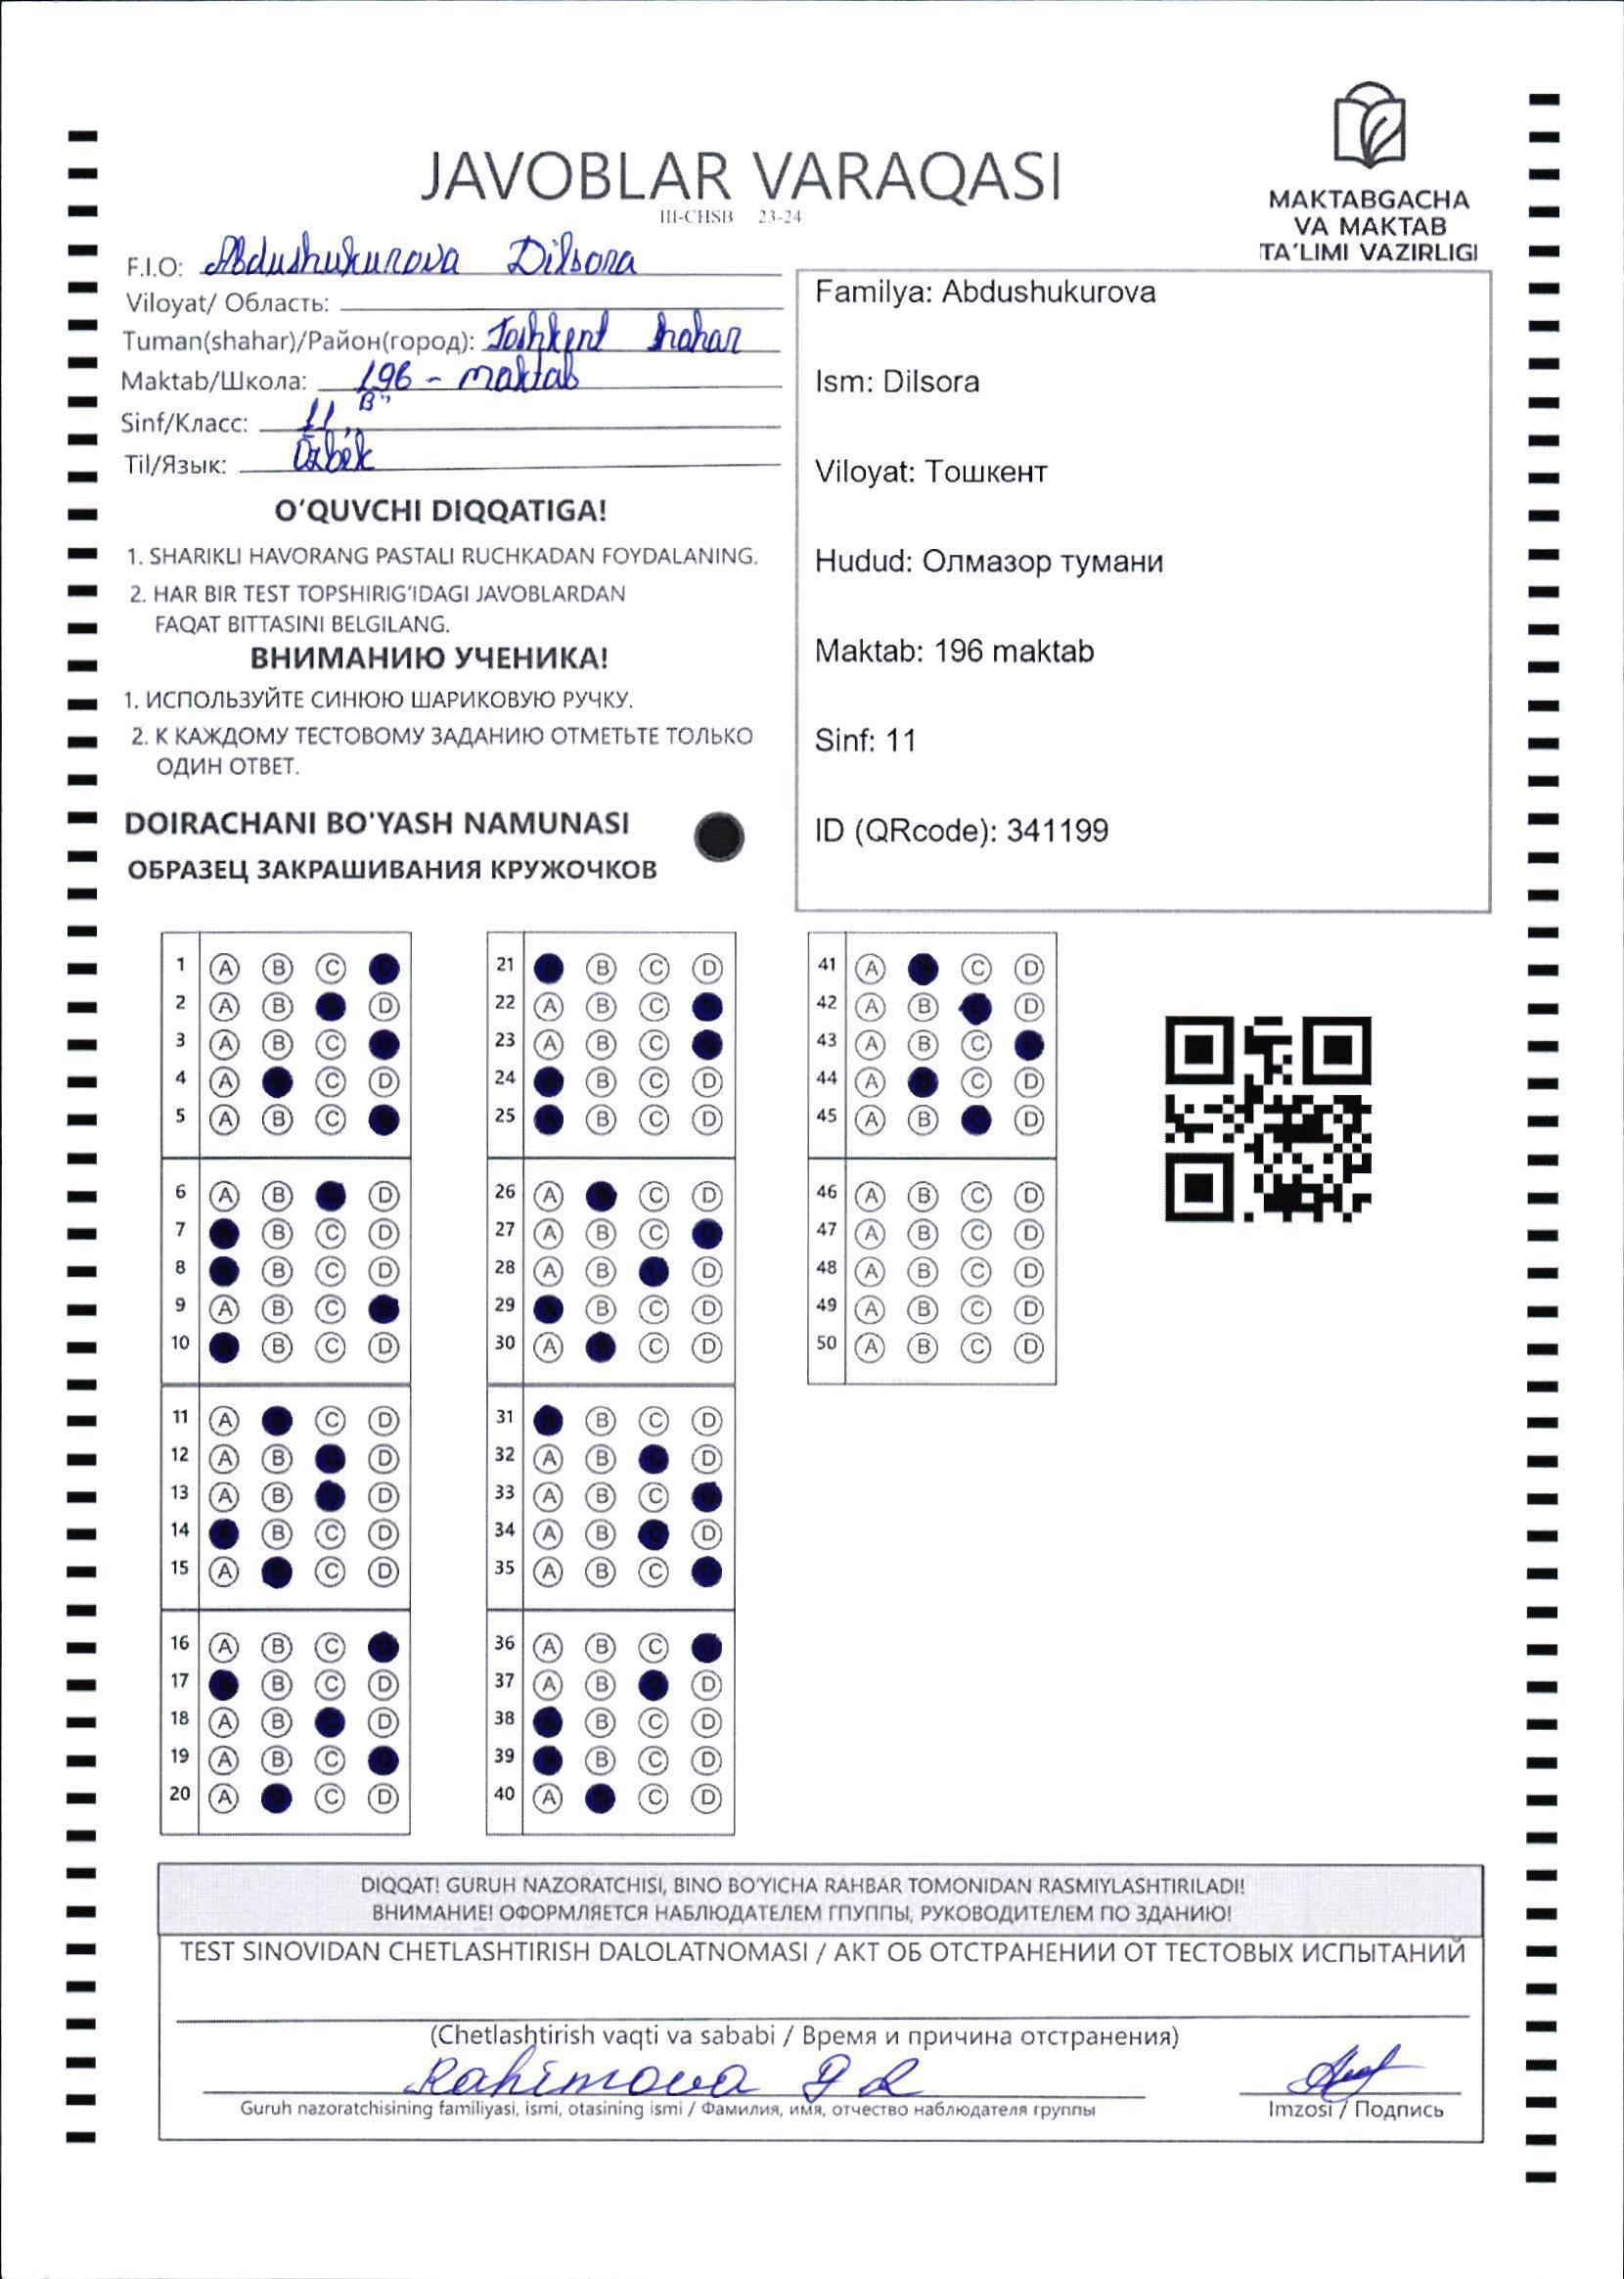 JAVOBLAR VARAQASI
III-CHSB 23-24
MAKTABGACHA
VA MAKTAB
TA'LIMI VAZIRLIGI
F.I.O: Abdushukurova Dilsora
Viloyat/ Область:
Tuman(shahar)/Район(город): Toshkent shahar
Maktab/Школа: 196 - maktab
Sinf/Класс: 11 „B"
Til/Язык: Ozbek
O'QUVCHI DIQQATIGA!
1. SHARIKLI HAVORANG PASTALI RUCHKADAN FOYDALANING.
2. HAR BIR TEST TOPSHIRIG'IDAGI JAVOBLARDAN
FAQAT BITTASINI BELGILANG.
ВНИМАНИЮ УЧЕНИКА!
1. ИСПОЛЬЗУЙТЕ СИНЮЮ ШАРИКОВУЮ РУЧКУ.
2. К КАЖДОМУ ТЕСТОВОМУ ЗАДАНИЮ ОТМЕТЬТЕ ТОЛЬКО
ОДИН ОТВЕТ.
DOIRACHANI BO'YASH NAMUNASI
ОБРАЗЕЦ ЗАКРАШИВАНИЯ КРУЖОЧКОВ
Familya: Abdushukurova
Ism: Dilsora
Viloyat: Тошкент
Hudud: Олмазор тумани
Maktab: 196 maktab
Sinf: 11
ID (QRcode): 341199
1 A B C
2 A B D
3 A B C
4 A C D
5 A B C
6 A B D
7 B C D
8 B C D
9 A B C
10 B C D
11 A C D
12 A B D
13 A B D
14 B C D
15 A C D
16 A B C
17 B C D
18 A B D
19 A B C
20 A C D
21 B C D
22 A B C
23 A B C
24 B C D
25 B C D
26 A C D
27 A B C
28 A B D
29 B C D
30 A C D
31 B C D
32 A B D
33 A B C
34 A B D
35 A B C
36 A B C
37 A B D
38 B C D
39 B C D
40 A C D
41 A C D
42 A B D
43 A B C
44 A C D
45 A B D
46 A B C D
47 A B C D
48 A B C D
49 A B C D
50 A B C D
DIQQAT! GURUH NAZORATCHISI, BINO BO'YICHA RAHBAR TOMONIDAN RASMIYLASHTIRILADI!
ВНИМАНИЕ! ОФОРМЛЯЕТСЯ НАБЛЮДАТЕЛЕМ ГПУППЫ, РУКОВОДИТЕЛЕМ ПО ЗДАНИЮ!
TEST SINOVIDAN CHETLASHTIRISH DALOLATNOMASI / АКТ ОБ ОТСТРАНЕНИИ ОТ ТЕСТОВЫХ ИСПЫТАНИЙ
(Chetlashtirish vaqti va sababi / Время и причина отстранения)
Rahimova
Guruh nazoratchisining familiyasi, ismi, otasining ismi / Фамилия, имя, отчество наблюдателя группы
Imzosi / Подпись